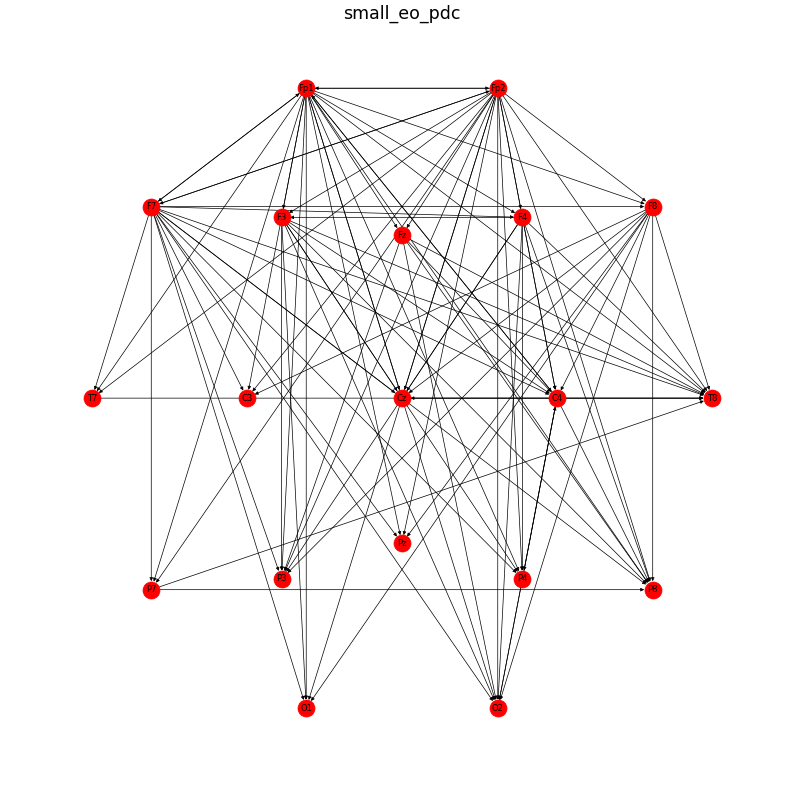 small_eo_pdc
Fp1 Fp2
F7 F3 Fz F4 F8
T7 C3 Cz C4 T8
P7 P3 Pz P4 P8
O1 O2